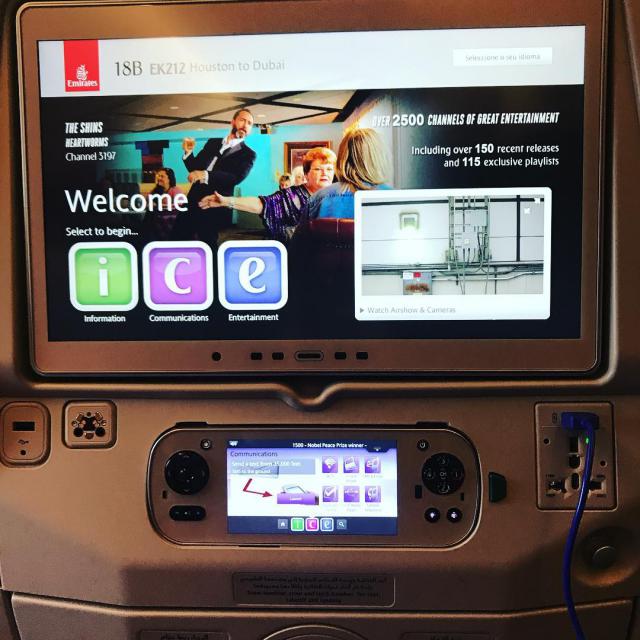 Emirates
18B EK212 Houston to Dubai
Selecione o seu idioma
THE SHINS
HEARTWORMS
Channel 3197
OVER 2500 CHANNELS OF GREAT ENTERTAINMENT
Including over 150 recent releases
and 115 exclusive playlists
Welcome
Select to begin...
i c e
Information Communications Entertainment
Watch Airshow & Cameras
1500 - Nobel Peace Prize winner -
Communications
Send a text from 35,000 feet
i c e